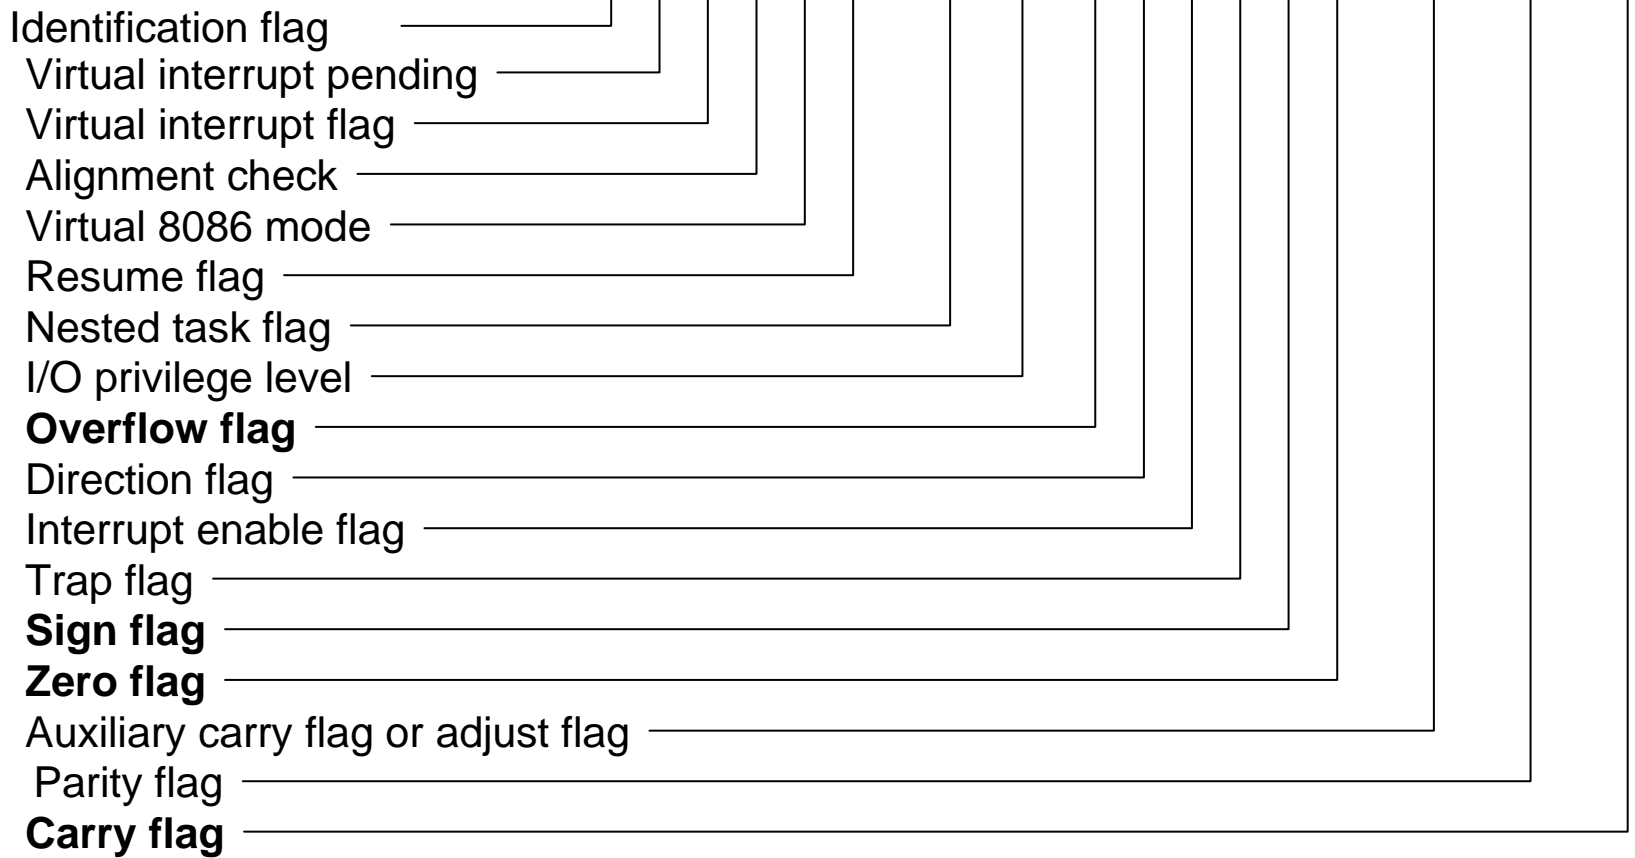 Identification flag
Virtual interrupt pending
Virtual interrupt flag
Alignment check
Virtual 8086 mode
Resume flag
Nested task flag
I/O privilege level
Overflow flag
Direction flag
Interrupt enable flag
Trap flag
Sign flag
Zero flag
Auxiliary carry flag or adjust flag
Parity flag
Carry flag